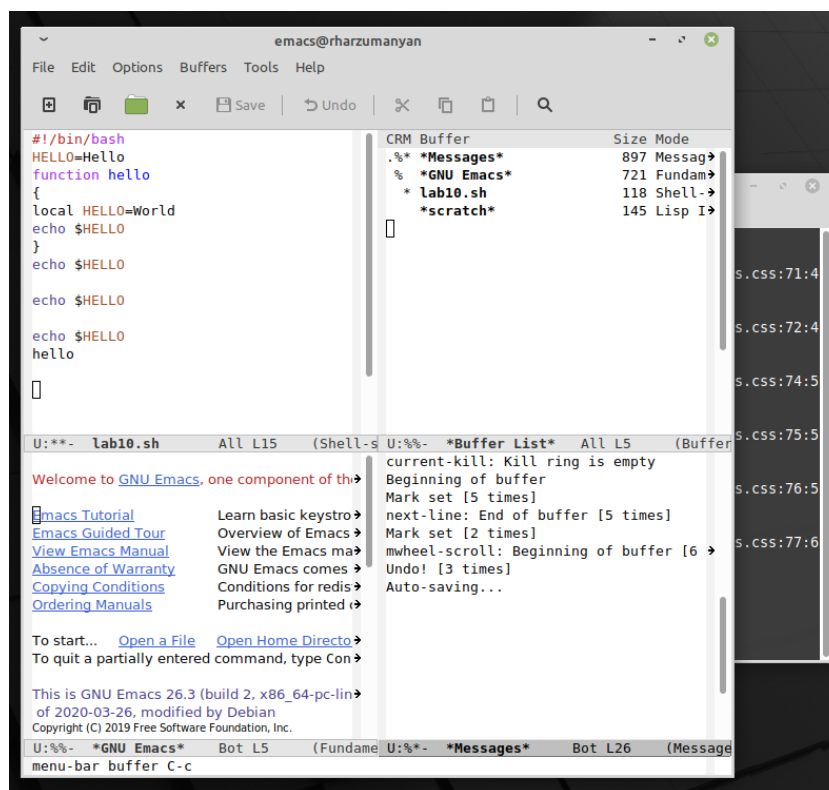 emacs@rharzumanyan
File Edit Options Buffers Tools Help
Save Undo
#!/bin/bash
HELLO=Hello
function hello
{
local HELLO=World
echo $HELLO
}
echo $HELLO
echo $HELLO
echo $HELLO
hello
U:**- lab10.sh All L15 (Shell-s
CRM Buffer Size Mode
.%* *Messages* 897 Messag
% *GNU Emacs* 721 Fundam
* lab10.sh 118 Shell-
*scratch* 145 Lisp I
U:%%- *Buffer List* All L5 (Buffer
Welcome to GNU Emacs, one component of the
Emacs Tutorial Learn basic keystro
Emacs Guided Tour Overview of Emacs
View Emacs Manual View the Emacs ma
Absence of Warranty GNU Emacs comes
Copying Conditions Conditions for redis
Ordering Manuals Purchasing printed
To start... Open a File Open Home Directo
To quit a partially entered command, type Con
This is GNU Emacs 26.3 (build 2, x86_64-pc-lin
of 2020-03-26, modified by Debian
Copyright (C) 2019 Free Software Foundation, Inc.
U:%%- *GNU Emacs* Bot L5 (Fundame
current-kill: Kill ring is empty
Beginning of buffer
Mark set [5 times]
next-line: End of buffer [5 times]
Mark set [2 times]
mwheel-scroll: Beginning of buffer [6
Undo! [3 times]
Auto-saving...
U:%*- *Messages* Bot L26 (Message
menu-bar buffer C-c
s.css:71:4
s.css:72:4
s.css:74:5
s.css:75:5
s.css:76:5
s.css:77:6